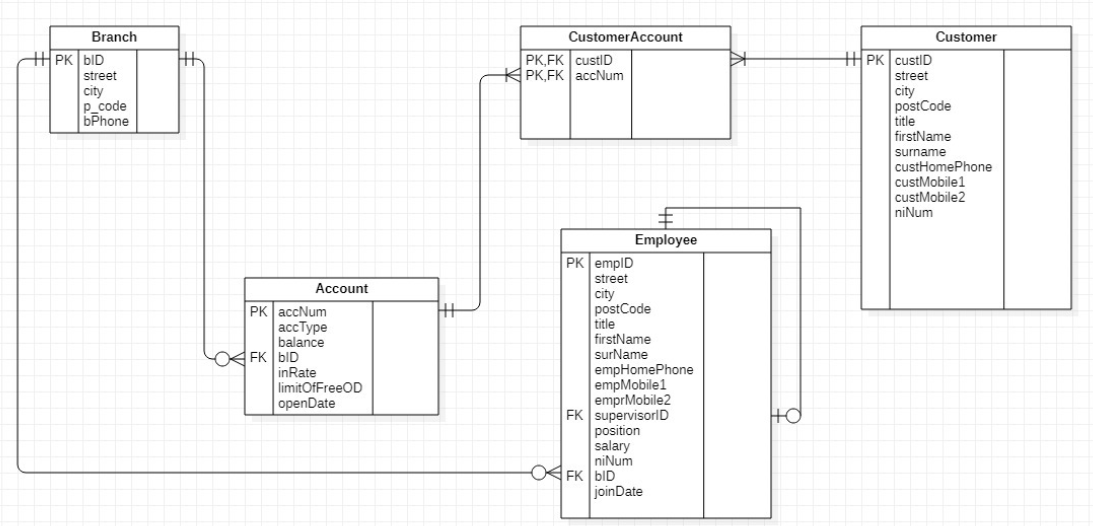 Branch
PK bID
street
city
p_code
bPhone
CustomerAccount
PK,FK custID
PK,FK accNum
Customer
PK custID
street
city
postCode
title
firstName
surname
custHomePhone
custMobile1
custMobile2
niNum
Account
PK accNum
accType
balance
FK bID
inRate
limitOfFreeOD
openDate
Employee
PK empID
street
city
postCode
title
firstName
surName
empHomePhone
empMobile1
emprMobile2
FK supervisorID
position
salary
niNum
FK bID
joinDate